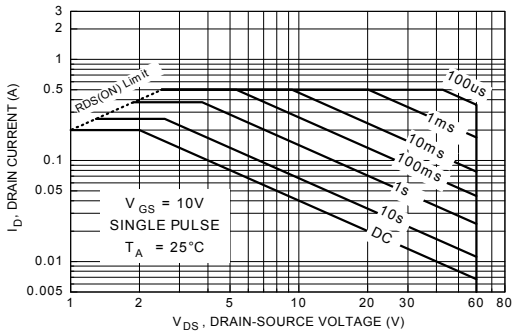 3
2
1
0.5
0.1
0.05
0.01
0.005
I_D, DRAIN CURRENT (A)
RDS(ON) Limit
100us
1ms
10ms
100ms
1s
10s
DC
V_GS = 10V
SINGLE PULSE
T_A = 25°C
1 2 5 10 20 30 60 80
V_DS, DRAIN-SOURCE VOLTAGE (V)